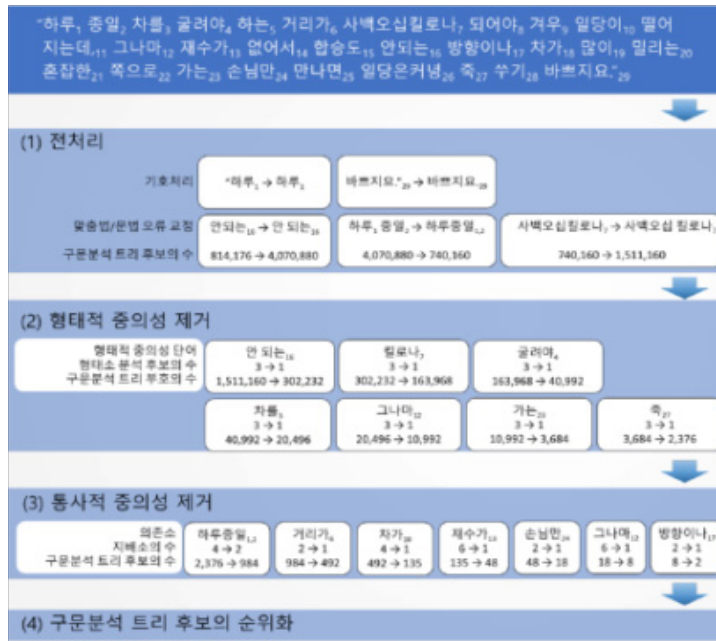 "하루₁ 종일₂ 차를₃ 굴려야₄ 하는₅ 거리가₆ 사백오십킬로나₇ 되어야₈ 겨우₉ 일당이₁₀ 떨어
지는데,₁₁ 그나마₁₂ 재수가₁₃ 없어서₁₄ 합승도₁₅ 안되는₁₆ 방향이나₁₇ 차가₁₈ 많이₁₉ 밀리는₂₀
혼잡한₂₁ 쪽으로₂₂ 가는₂₃ 손님만₂₄ 만나면₂₅ 일당은커녕₂₆ 죽₂₇ 쑤기₂₈ 바쁘지요."₂₉
(1) 전처리
기호처리 "하루₁ → 하루₁ 바쁘지요."₂₉ → 바쁘지요.₂₉
맞춤법/문법 오류 교정 안되는₁₆ → 안 되는₁₆ 하루₁ 종일₂ → 하루종일₁,₂ 사백오십킬로나₇ → 사백오십 킬로나₇
구문분석 트리 후보의 수 814,176 → 4,070,880 4,070,880 → 740,160 740,160 → 1,511,160
(2) 형태적 중의성 제거
형태적 중의성 단어 안 되는₁₆ 킬로나₇ 굴려야₄
형태소 분석 후보의 수 3 → 1 3 → 1 3 → 1
구문분석 트리 부호의 수 1,511,160 → 302,232 302,232 → 163,968 163,968 → 40,992
차를₃ 그나마₁₂ 가는₂₃ 죽₂₇
3 → 1 3 → 1 3 → 1 3 → 1
40,992 → 20,496 20,496 → 10,992 10,992 → 3,684 3,684 → 2,376
(3) 통사적 중의성 제거
의존소 하루종일₁,₂ 거리가₆ 차가₁₈ 재수가₁₃ 손님만₂₄ 그나마₁₂ 방향이나₁₇
지배소의 수 4 → 2 2 → 1 4 → 1 6 → 1 2 → 1 6 → 1 2 → 1
구문분석 트리 후보의 수 2,376 → 984 984 → 492 492 → 135 135 → 48 48 → 18 18 → 8 8 → 2
(4) 구문분석 트리 후보의 순위화